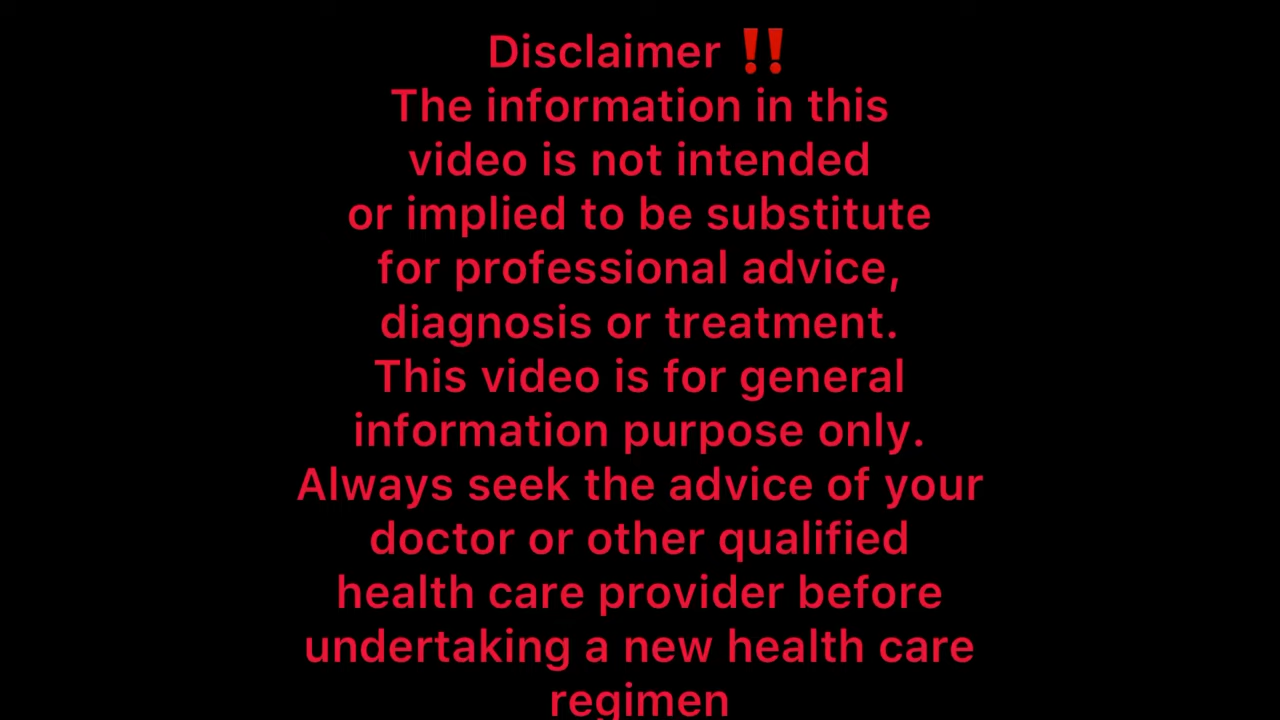 Disclaimer ‼️
The information in this
video is not intended
or implied to be substitute
for professional advice,
diagnosis or treatment.
This video is for general
information purpose only.
Always seek the advice of your
doctor or other qualified
health care provider before
undertaking a new health care
regimen